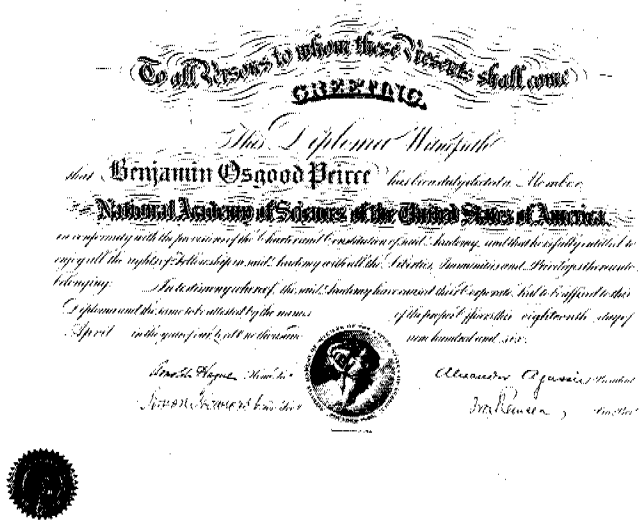 To all Persons to whom these Presents shall come
GREETING.
This Diploma Witnesseth
that Benjamin Osgood Peirce has been duly elected a Member
National Academy of Sciences of the United States of America
in conformity with the provision of the Charter and Constitution of said Academy, and that he is fully entitled to
enjoy all the rights of Fellowship in said Academy with all the Liberties, Immunities and Privileges thereunto
belonging. In testimony whereof, the said Academy have caused their Corporate Seal to be affixed to this
Diploma and the same to be attested by the names of the proper officers this eighteenth day of
April in the year of our Lord one thousand nine hundred and six.
Arnold Hague Home Sec. Alexander Agassiz President
Ira Remsen, Vice Pres.